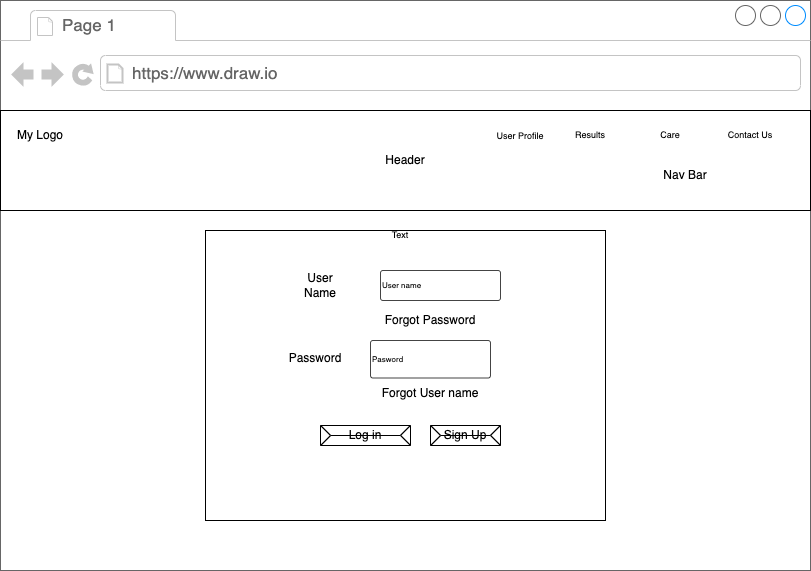 Page 1
https://www.draw.io
My Logo
User Profile
Results
Care
Contact Us
Header
Nav Bar
Text
User
Name
User name
Forgot Password
Password
Pasword
Forgot User name
Log in
Sign Up